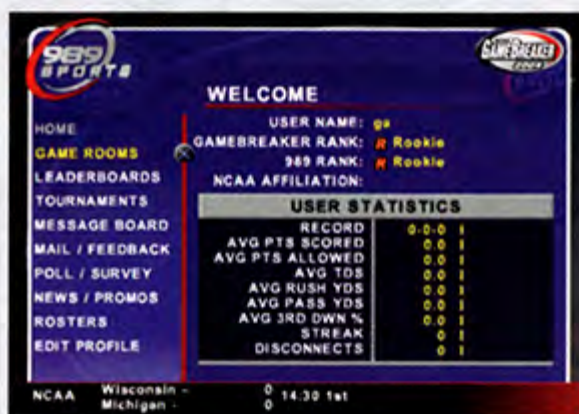 989
SPORTS
GAMEBREAKER
WELCOME
HOME
GAME ROOMS
LEADERBOARDS
TOURNAMENTS
MESSAGE BOARD
MAIL / FEEDBACK
POLL / SURVEY
NEWS / PROMOS
ROSTERS
EDIT PROFILE
USER NAME: ga
GAMEBREAKER RANK: R Rookie
989 RANK: R Rookie
NCAA AFFILIATION:
USER STATISTICS
RECORD 0-0-0
AVG PTS SCORED 0.0
AVG PTS ALLOWED 0.0
AVG TDS 0.0
AVG RUSH YDS 0.0
AVG PASS YDS 0.0
AVG 3RD DWN % 0.0
STREAK 0
DISCONNECTS 0
NCAA Wisconsin - 0 14:30 1st
Michigan - 0